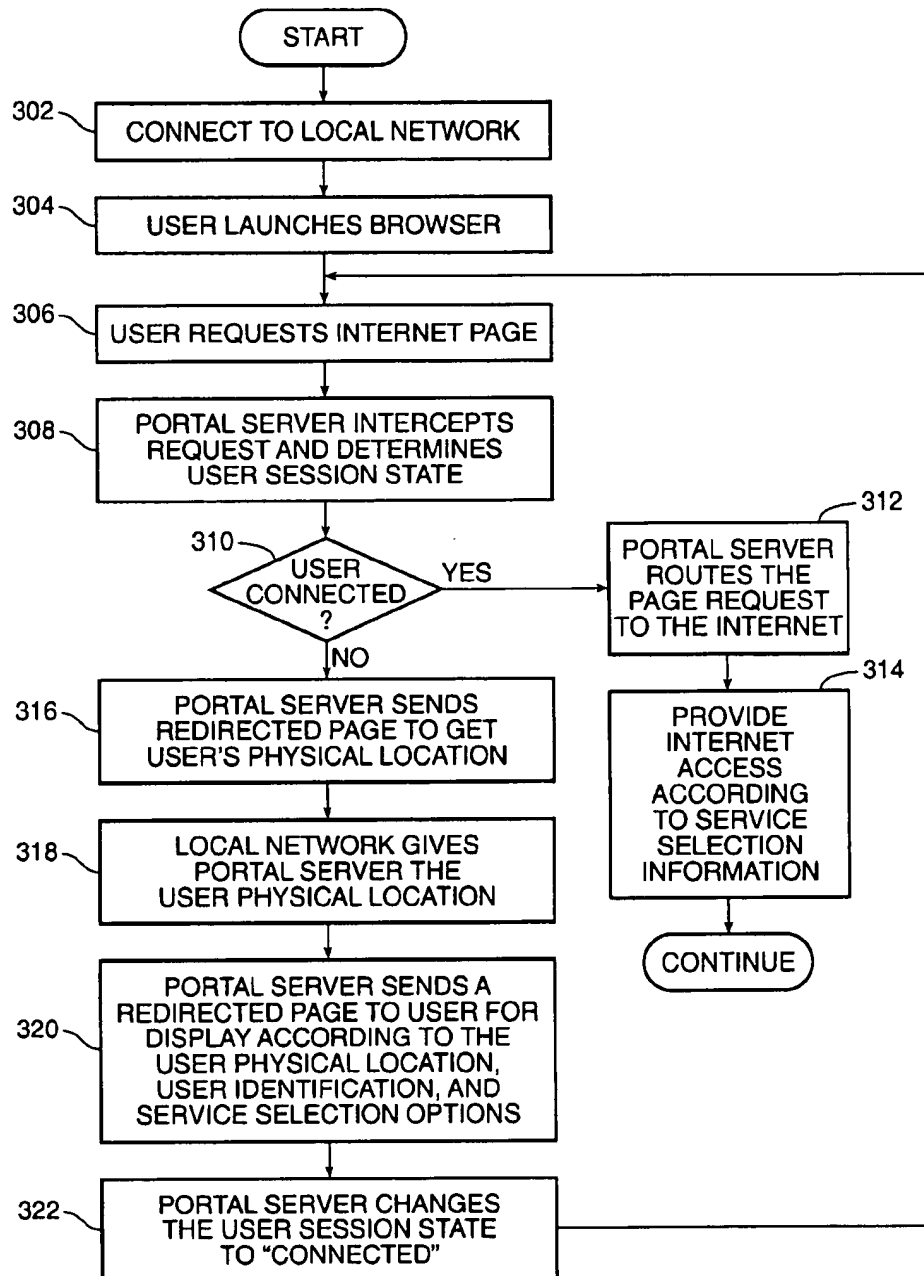 START
302
CONNECT TO LOCAL NETWORK
304
USER LAUNCHES BROWSER
306
USER REQUESTS INTERNET PAGE
308
PORTAL SERVER INTERCEPTS
REQUEST AND DETERMINES
USER SESSION STATE
310
USER
CONNECTED
?
YES
NO
312
PORTAL SERVER
ROUTES THE
PAGE REQUEST
TO THE INTERNET
314
PROVIDE
INTERNET
ACCESS
ACCORDING
TO SERVICE
SELECTION
INFORMATION
CONTINUE
316
PORTAL SERVER SENDS
REDIRECTED PAGE TO GET
USER'S PHYSICAL LOCATION
318
LOCAL NETWORK GIVES
PORTAL SERVER THE
USER PHYSICAL LOCATION
320
PORTAL SERVER SENDS A
REDIRECTED PAGE TO USER FOR
DISPLAY ACCORDING TO THE
USER PHYSICAL LOCATION,
USER IDENTIFICATION, AND
SERVICE SELECTION OPTIONS
322
PORTAL SERVER CHANGES
THE USER SESSION STATE
TO "CONNECTED"